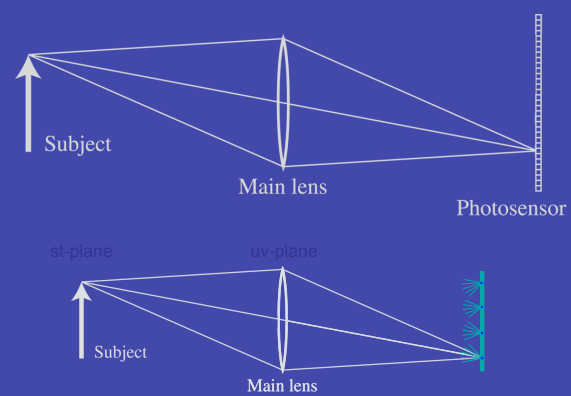 Subject
Main lens
Photosensor
st-plane
uv-plane
Subject
Main lens